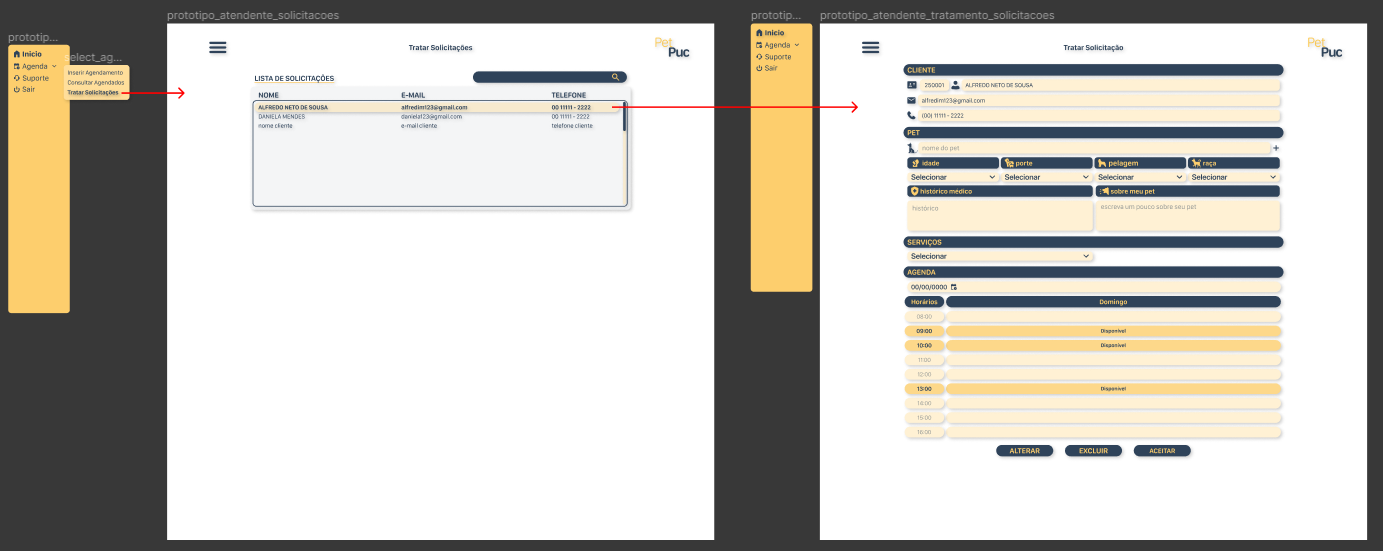 prototipo_atendente_solicitacoes
prototip...
prototipo_atendente_tratamento_solicitacoes
prototip...
select_ag...
Início
Agenda
Suporte
Sair
Inserir Agendamento
Consultar Agendados
Tratar Solicitações
Tratar Solicitações
Pet
Puc
LISTA DE SOLICITAÇÕES
NOME E-MAIL TELEFONE
ALFREDO NETO DE SOUSA alfredim123@gmail.com 00 11111 - 2222
DANIELA MENDES daniela123@gmail.com 00 11111 - 2222
nome cliente e-mail cliente telefone cliente
Início
Agenda
Suporte
Sair
Tratar Solicitação
Pet
Puc
CLIENTE
250001 ALFREDO NETO DE SOUSA
alfredim123@gmail.com
(00) 11111 - 2222
PET
nome do pet +
idade porte pelagem raça
Selecionar Selecionar Selecionar Selecionar
histórico médico sobre meu pet
histórico escreva um pouco sobre seu pet
SERVIÇOS
Selecionar
AGENDA
00/00/0000
Horários Domingo
08:00
09:00 Disponível
10:00 Disponível
11:00
12:00
13:00 Disponível
14:00
15:00
16:00
ALTERAR EXCLUIR ACEITAR